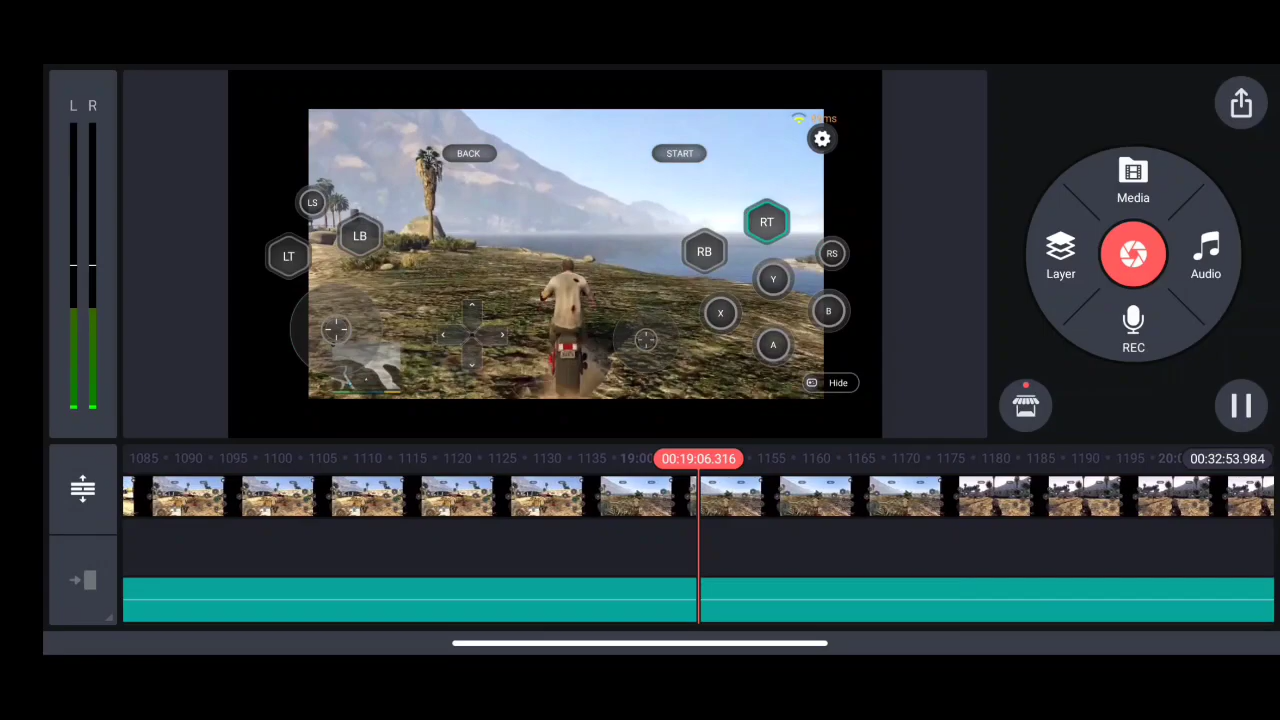 L R
BACK
START
LS
LB
LT
RT
RB
RS
Y
X
B
A
Hide
Media
Layer
Audio
REC
1085 1090 1095 1100 1105 1110 1115 1120 1125 1130 1135 19:00 00:19:06.316 1155 1160 1165 1170 1175 1180 1185 1190 1195 20:0 00:32:53.984